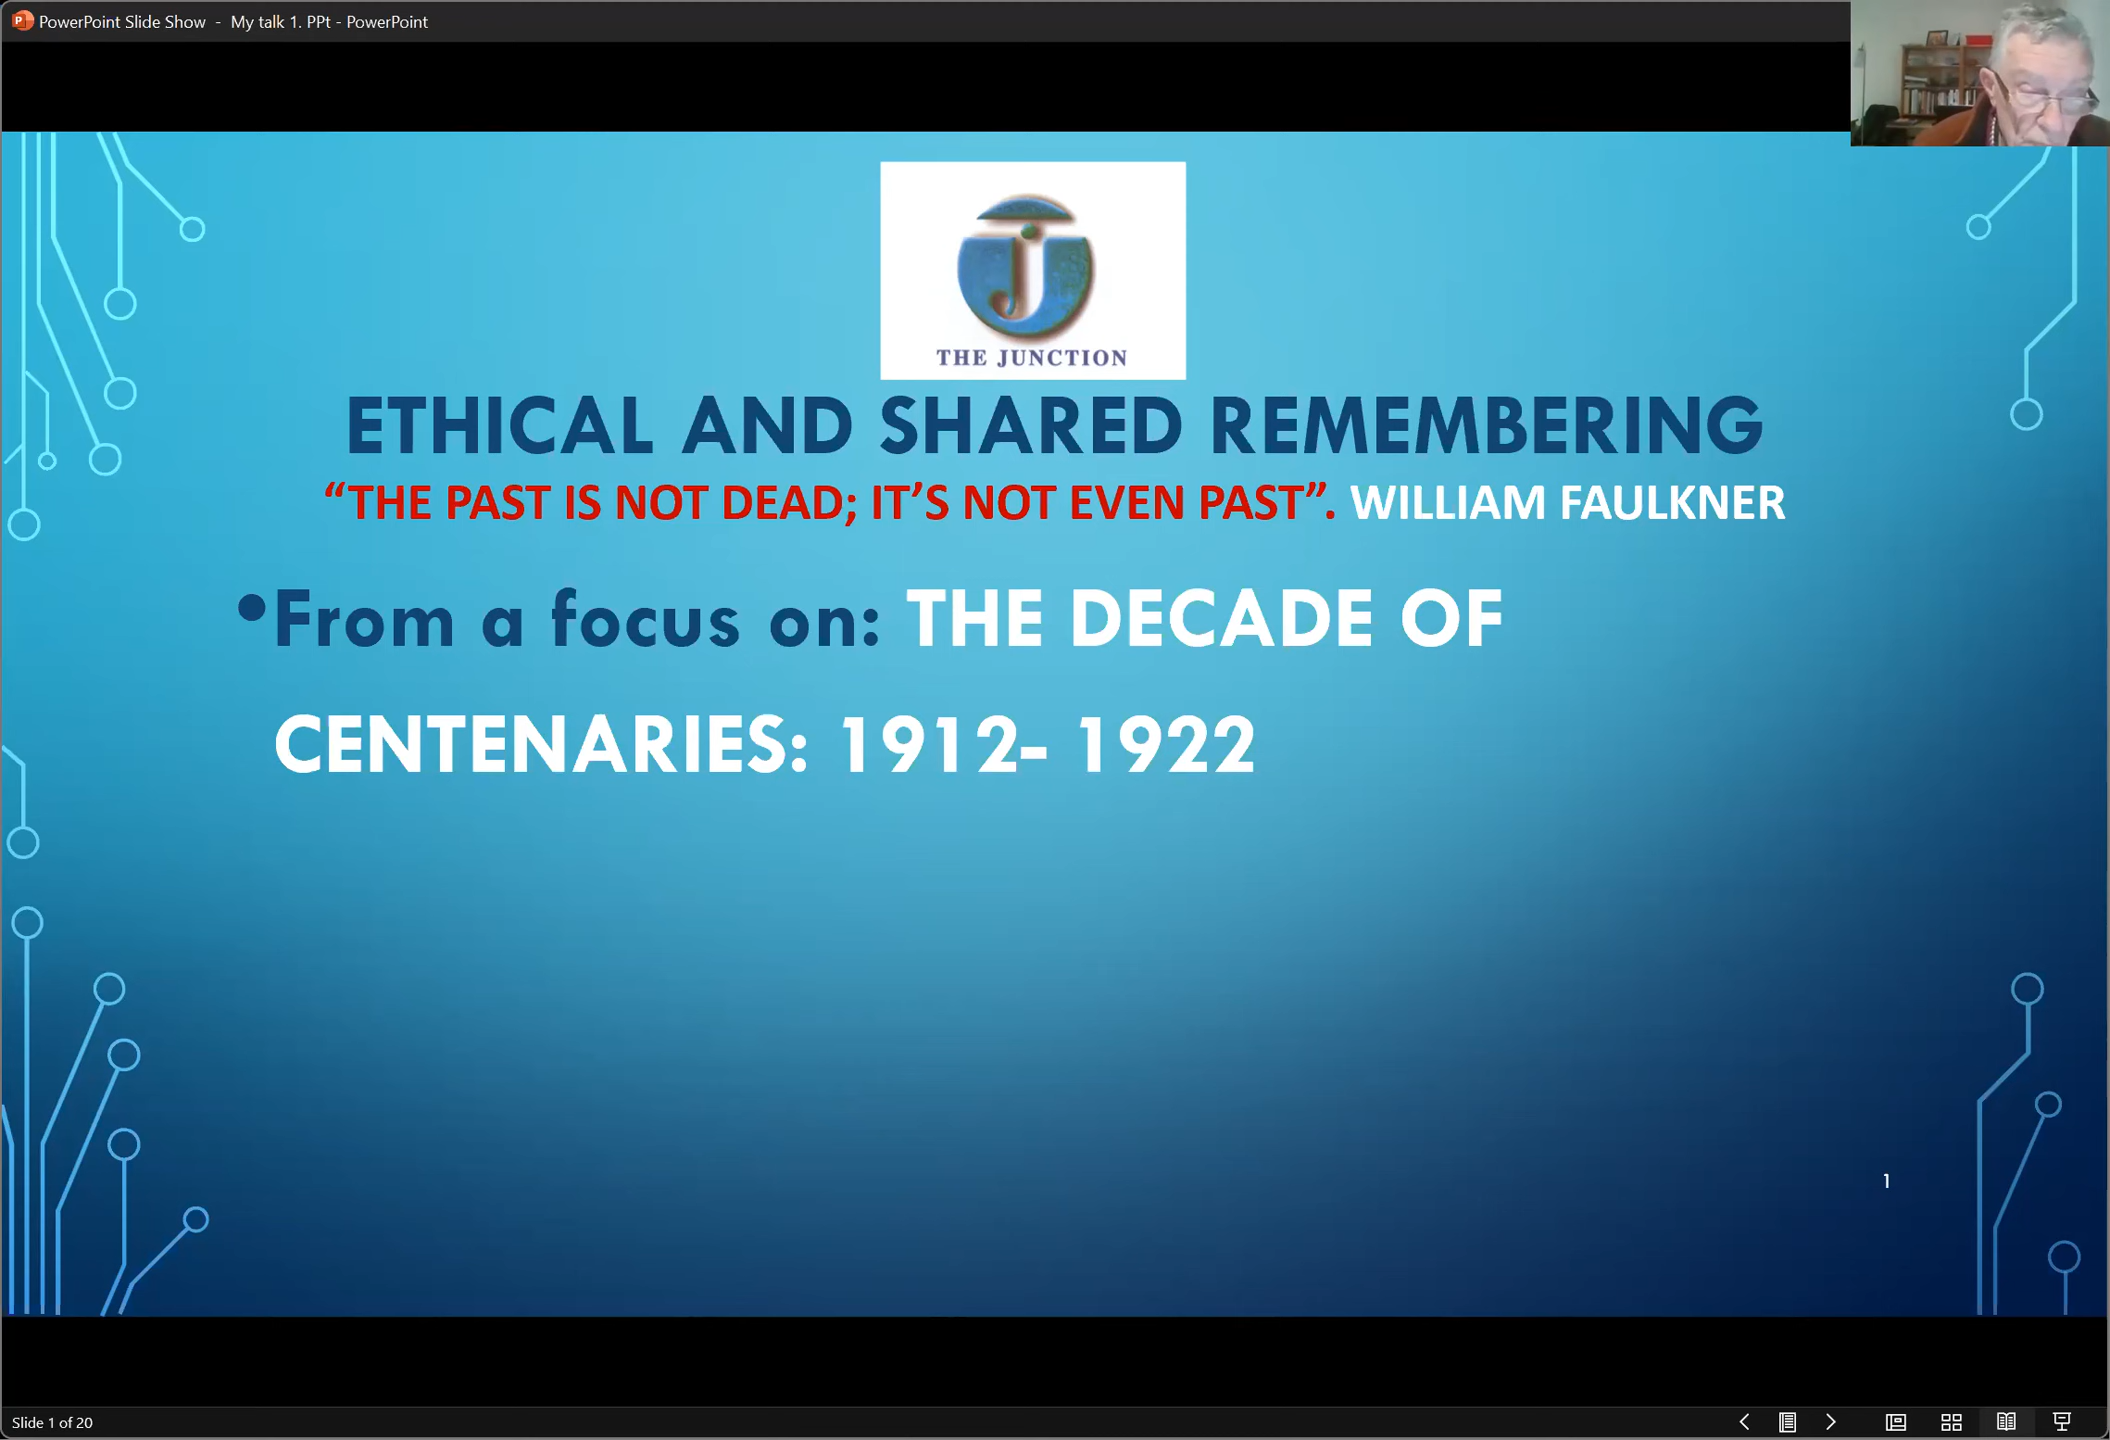 PowerPoint Slide Show - My talk 1. PPt - PowerPoint
THE JUNCTION
ETHICAL AND SHARED REMEMBERING
“THE PAST IS NOT DEAD; IT’S NOT EVEN PAST”. WILLIAM FAULKNER
•From a focus on: THE DECADE OF
CENTENARIES: 1912- 1922
1
Slide 1 of 20